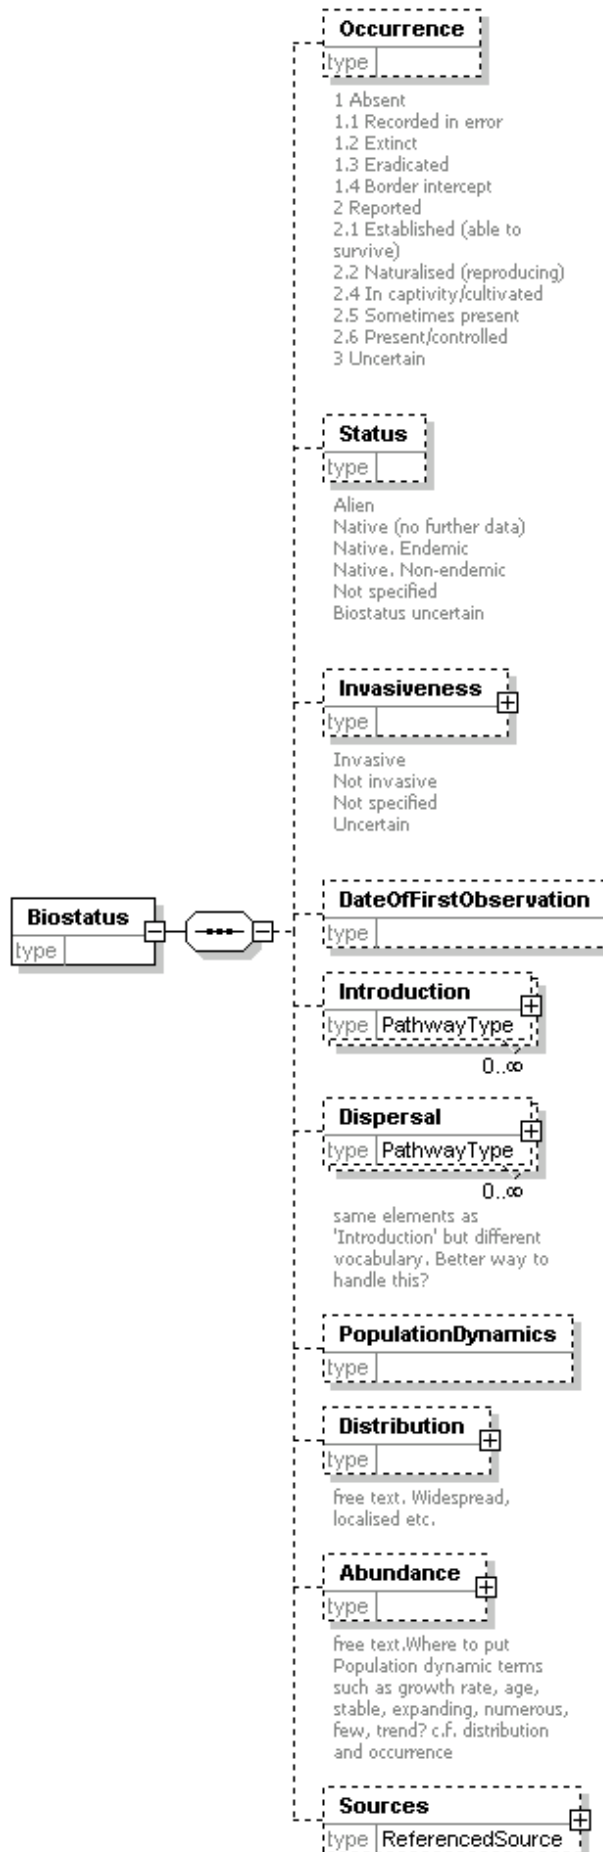 Occurrence
type
1 Absent
1.1 Recorded in error
1.2 Extinct
1.3 Eradicated
1.4 Border intercept
2 Reported
2.1 Established (able to
survive)
2.2 Naturalised (reproducing)
2.4 In captivity/cultivated
2.5 Sometimes present
2.6 Present/controlled
3 Uncertain
Status
type
Alien
Native (no further data)
Native. Endemic
Native. Non-endemic
Not specified
Biostatus uncertain
Invasiveness
type
Invasive
Not invasive
Not specified
Uncertain
Biostatus
type
DateOfFirstObservation
type
Introduction
type PathwayType
0..∞
Dispersal
type PathwayType
0..∞
same elements as
'Introduction' but different
vocabulary. Better way to
handle this?
PopulationDynamics
type
Distribution
type
free text. Widespread,
localised etc.
Abundance
type
free text.Where to put
Population dynamic terms
such as growth rate, age,
stable, expanding, numerous,
few, trend? c.f. distribution
and occurrence
Sources
type ReferencedSource